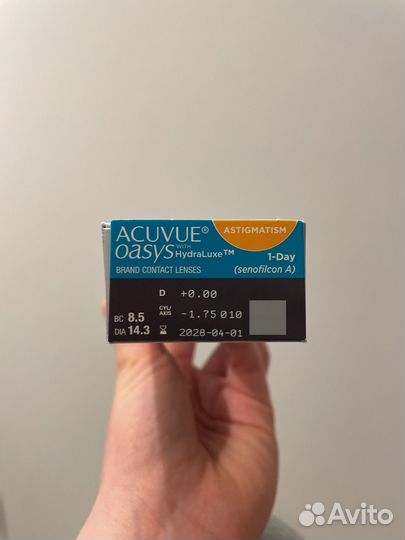 ACUVUE® ASTIGMATISM
oasys WITH HydraLuxe™ 1-Day
BRAND CONTACT LENSES (senofilcon A)
D +0.00
BC 8.5 CYL/AXIS -1.75 010
DIA 14.3 2028-04-01
Avito